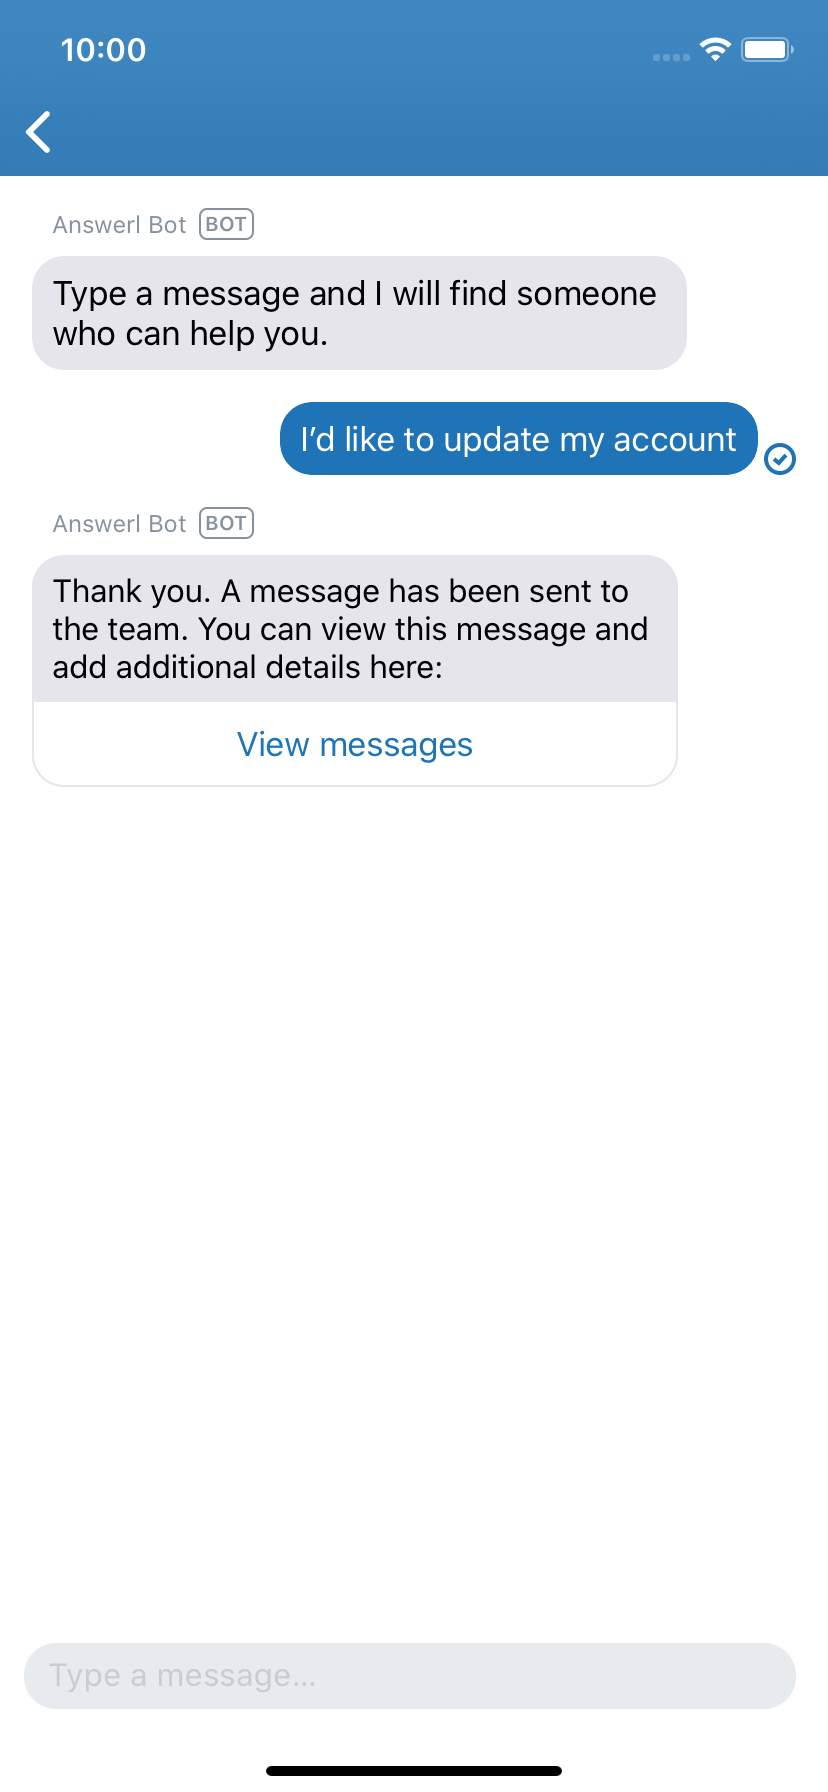 10:00
Answerl Bot BOT
Type a message and I will find someone
who can help you.
I’d like to update my account
Answerl Bot BOT
Thank you. A message has been sent to
the team. You can view this message and
add additional details here:
View messages
Type a message...